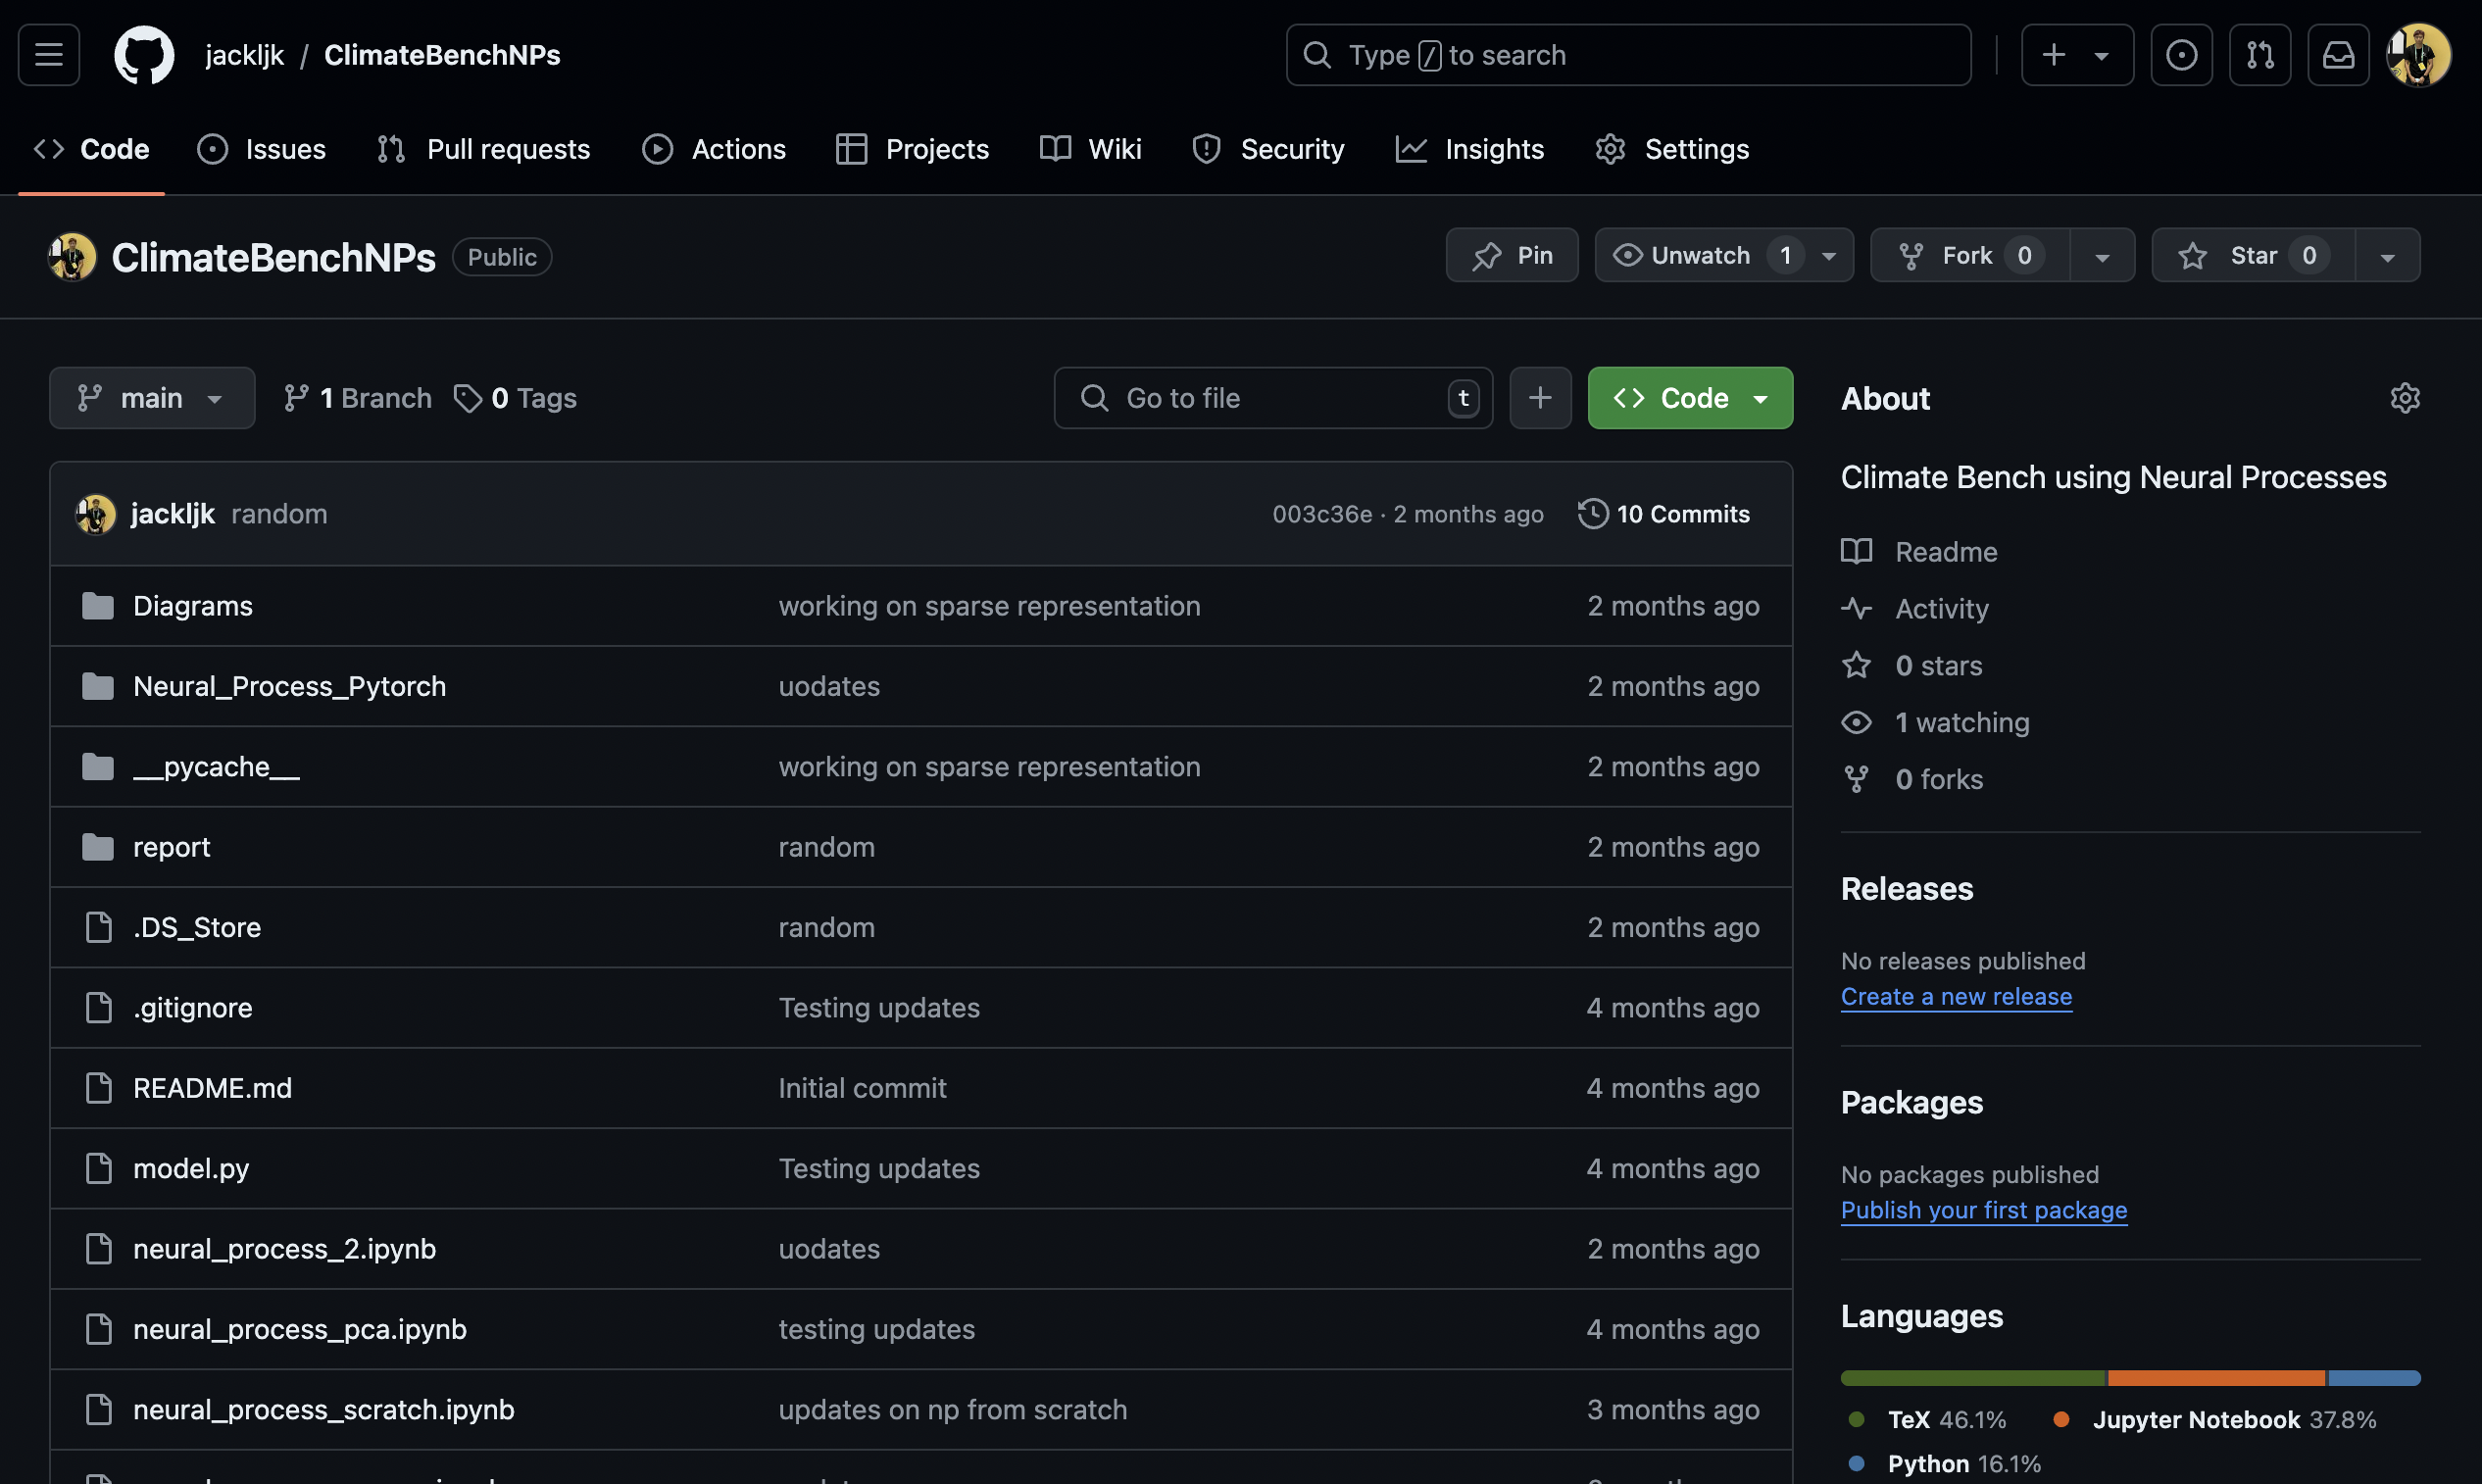 jackljk / ClimateBenchNPs
Type / to search
Code
Issues
Pull requests
Actions
Projects
Wiki
Security
Insights
Settings
ClimateBenchNPs Public
Pin
Unwatch 1
Fork 0
Star 0
main
1 Branch
0 Tags
Go to file t
Code
jackljk random 003c36e · 2 months ago 10 Commits
Diagrams working on sparse representation 2 months ago
Neural_Process_Pytorch uodates 2 months ago
__pycache__ working on sparse representation 2 months ago
report random 2 months ago
.DS_Store random 2 months ago
.gitignore Testing updates 4 months ago
README.md Initial commit 4 months ago
model.py Testing updates 4 months ago
neural_process_2.ipynb uodates 2 months ago
neural_process_pca.ipynb testing updates 4 months ago
neural_process_scratch.ipynb updates on np from scratch 3 months ago
About
Climate Bench using Neural Processes
Readme
Activity
0 stars
1 watching
0 forks
Releases
No releases published
Create a new release
Packages
No packages published
Publish your first package
Languages
TeX 46.1% Jupyter Notebook 37.8%
Python 16.1%